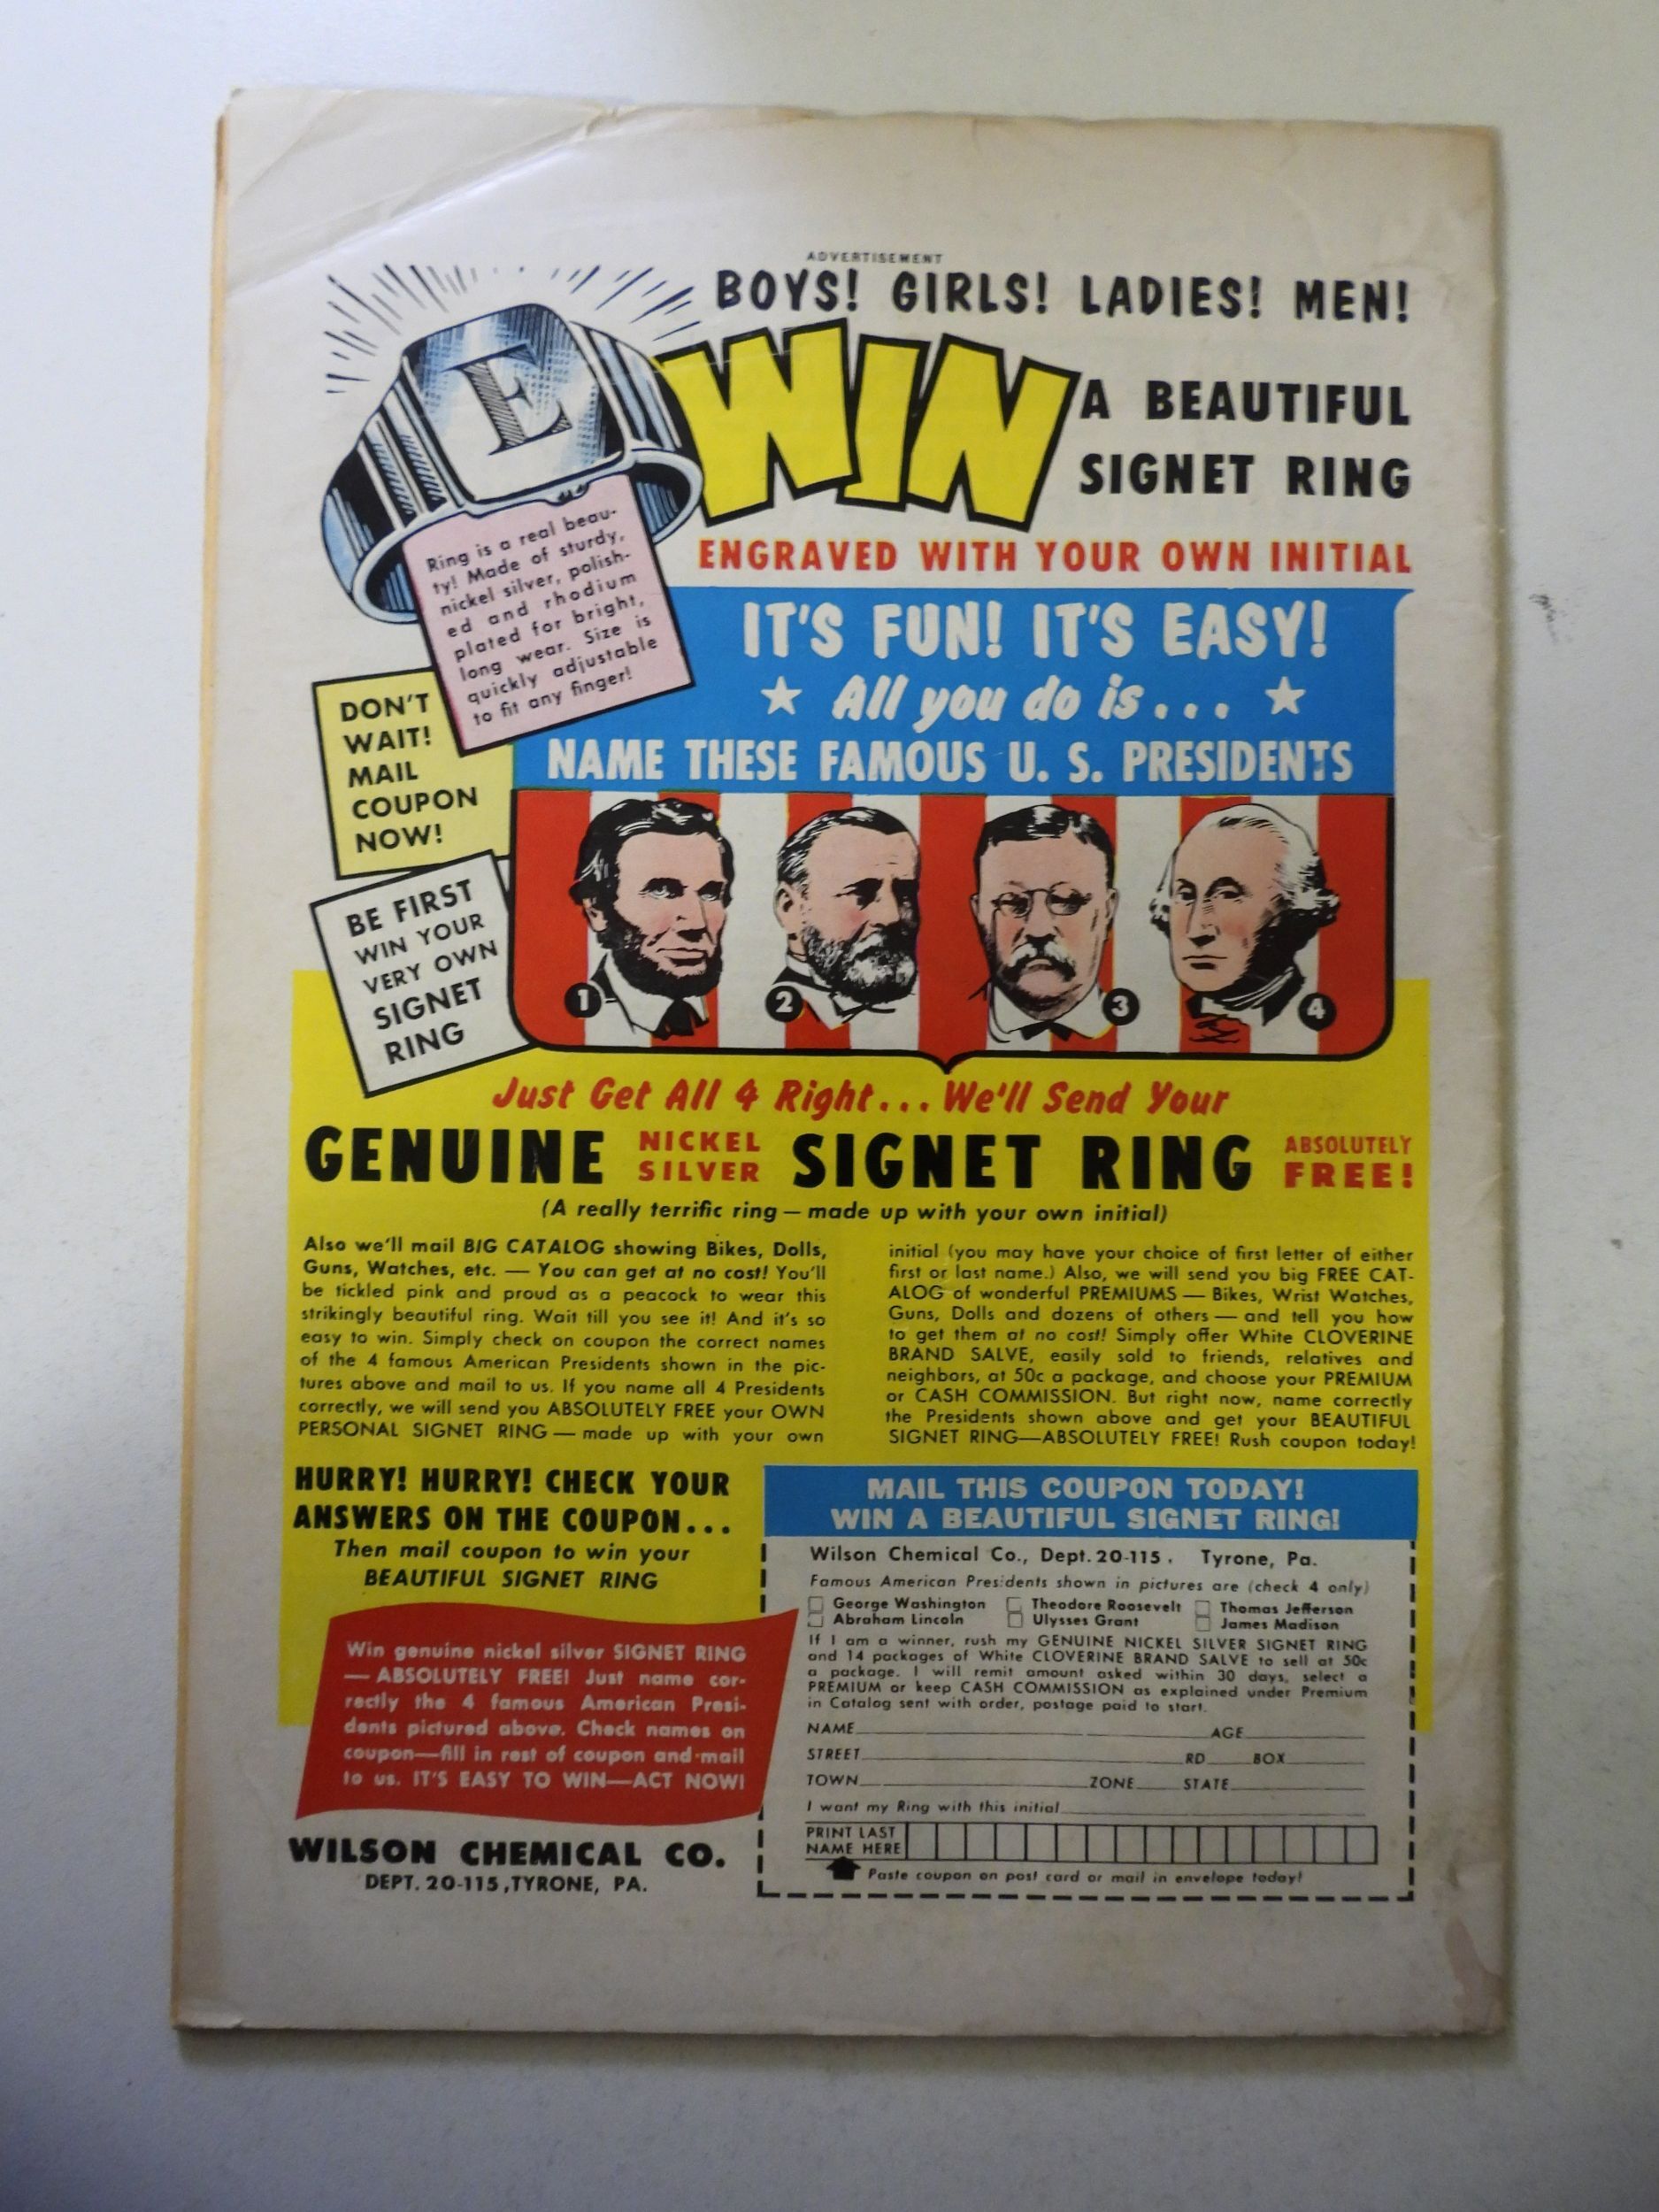 ADVERTISEMENT
BOYS! GIRLS! LADIES! MEN!
E
WIN
A BEAUTIFUL
SIGNET RING
ENGRAVED WITH YOUR OWN INITIAL
Ring is a real beau-
ty! Made of sturdy,
nickel silver, polish-
ed and rhodium
plated for bright,
long wear. Size is
quickly adjustable
to fit any finger!
IT'S FUN! IT'S EASY!
★ All you do is... ★
NAME THESE FAMOUS U. S. PRESIDENTS
DON'T
WAIT!
MAIL
COUPON
NOW!
BE FIRST
WIN YOUR
VERY OWN
SIGNET
RING
1 2 3 4
Just Get All 4 Right... We'll Send Your
GENUINE NICKEL SILVER SIGNET RING ABSOLUTELY FREE!
(A really terrific ring — made up with your own initial)
Also we'll mail BIG CATALOG showing Bikes, Dolls,
Guns, Watches, etc. — You can get at no cost! You'll
be tickled pink and proud as a peacock to wear this
strikingly beautiful ring. Wait till you see it! And it's so
easy to win. Simply check on coupon the correct names
of the 4 famous American Presidents shown in the pic-
tures above and mail to us. If you name all 4 Presidents
correctly, we will send you ABSOLUTELY FREE your OWN
PERSONAL SIGNET RING — made up with your own
initial (you may have your choice of first letter of either
first or last name.) Also, we will send you big FREE CAT-
ALOG of wonderful PREMIUMS — Bikes, Wrist Watches,
Guns, Dolls and dozens of others — and tell you how
to get them at no cost! Simply offer White CLOVERINE
BRAND SALVE, easily sold to friends, relatives and
neighbors, at 50c a package, and choose your PREMIUM
or CASH COMMISSION. But right now, name correctly
the Presidents shown above and get your BEAUTIFUL
SIGNET RING—ABSOLUTELY FREE! Rush coupon today!
HURRY! HURRY! CHECK YOUR
ANSWERS ON THE COUPON...
Then mail coupon to win your
BEAUTIFUL SIGNET RING
Win genuine nickel silver SIGNET RING
— ABSOLUTELY FREE! Just name cor-
rectly the 4 famous American Presi-
dents pictured above. Check names on
coupon—fill in rest of coupon and mail
to us. IT'S EASY TO WIN—ACT NOW!
WILSON CHEMICAL CO.
DEPT. 20-115, TYRONE, PA.
MAIL THIS COUPON TODAY!
WIN A BEAUTIFUL SIGNET RING!
Wilson Chemical Co., Dept. 20-115. Tyrone, Pa.
Famous American Presidents shown in pictures are (check 4 only)
George Washington Theodore Roosevelt Thomas Jefferson
Abraham Lincoln Ulysses Grant James Madison
If I am a winner, rush my GENUINE NICKEL SILVER SIGNET RING
and 14 packages of White CLOVERINE BRAND SALVE to sell at 50c
a package. I will remit amount asked within 30 days, select a
PREMIUM or keep CASH COMMISSION as explained under Premium
in Catalog sent with order, postage paid to start.
NAME AGE
STREET RD BOX
TOWN ZONE STATE
I want my Ring with this initial
PRINT LAST
NAME HERE
Paste coupon on post card or mail in envelope today!